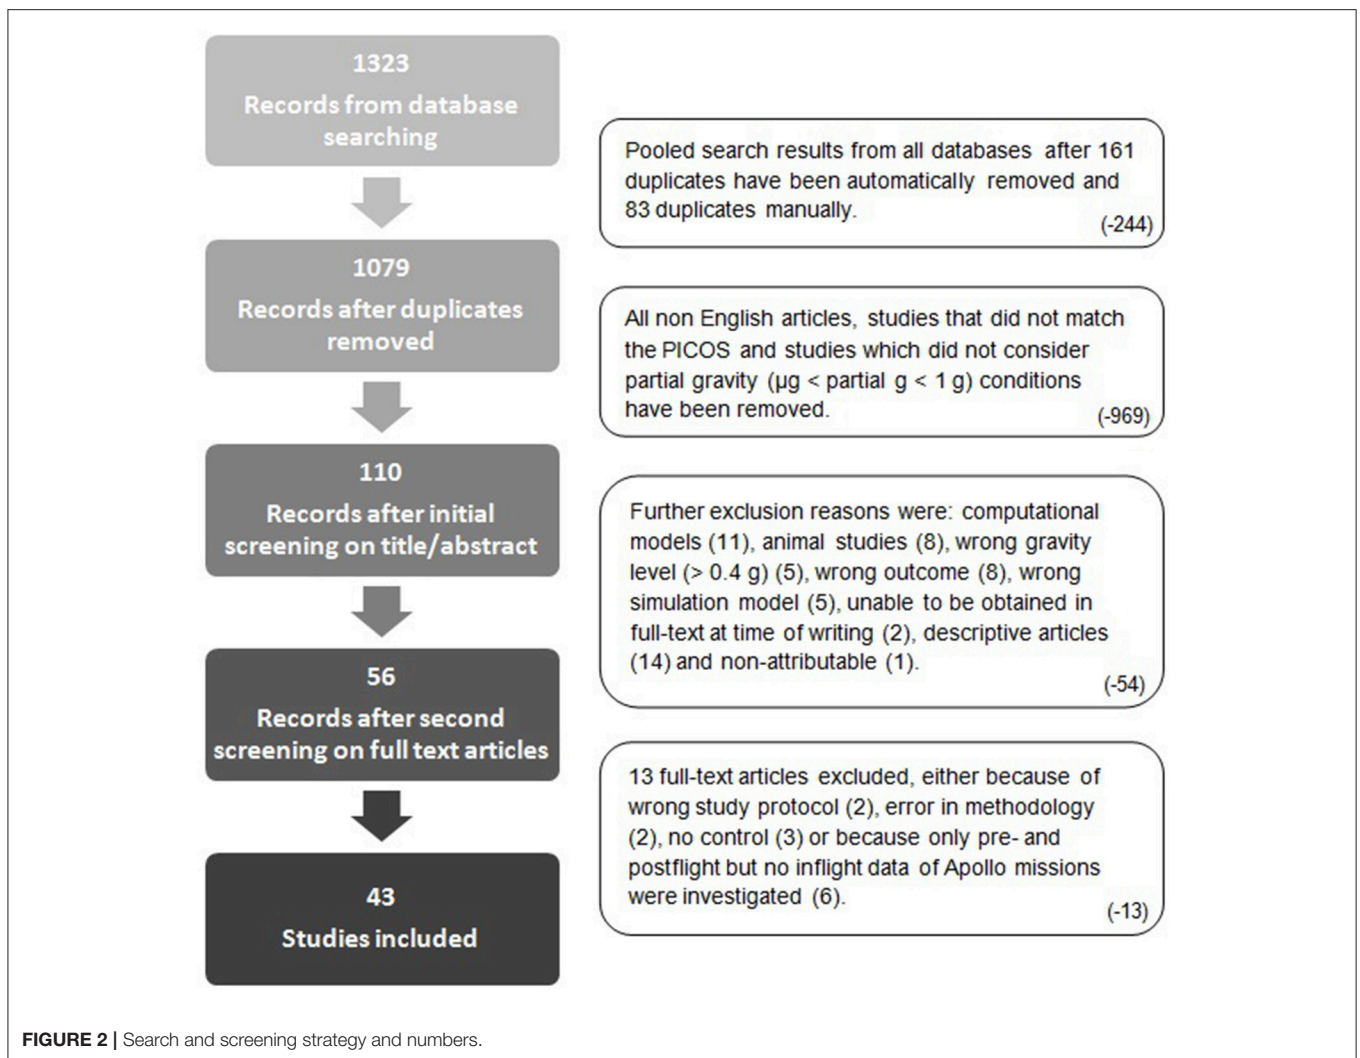 1323
Records from database
searching
Pooled search results from all databases after 161
duplicates have been automatically removed and
83 duplicates manually.
(-244)
1079
Records after duplicates
removed
All non English articles, studies that did not match
the PICOS and studies which did not consider
partial gravity (µg < partial g < 1 g) conditions
have been removed.
(-969)
110
Records after initial
screening on title/abstract
Further exclusion reasons were: computational
models (11), animal studies (8), wrong gravity
level (> 0.4 g) (5), wrong outcome (8), wrong
simulation model (5), unable to be obtained in
full-text at time of writing (2), descriptive articles
(14) and non-attributable (1).
(-54)
56
Records after second
screening on full text articles
13 full-text articles excluded, either because of
wrong study protocol (2), error in methodology
(2), no control (3) or because only pre- and
postflight but no inflight data of Apollo missions
were investigated (6).
(-13)
43
Studies included
FIGURE 2 | Search and screening strategy and numbers.